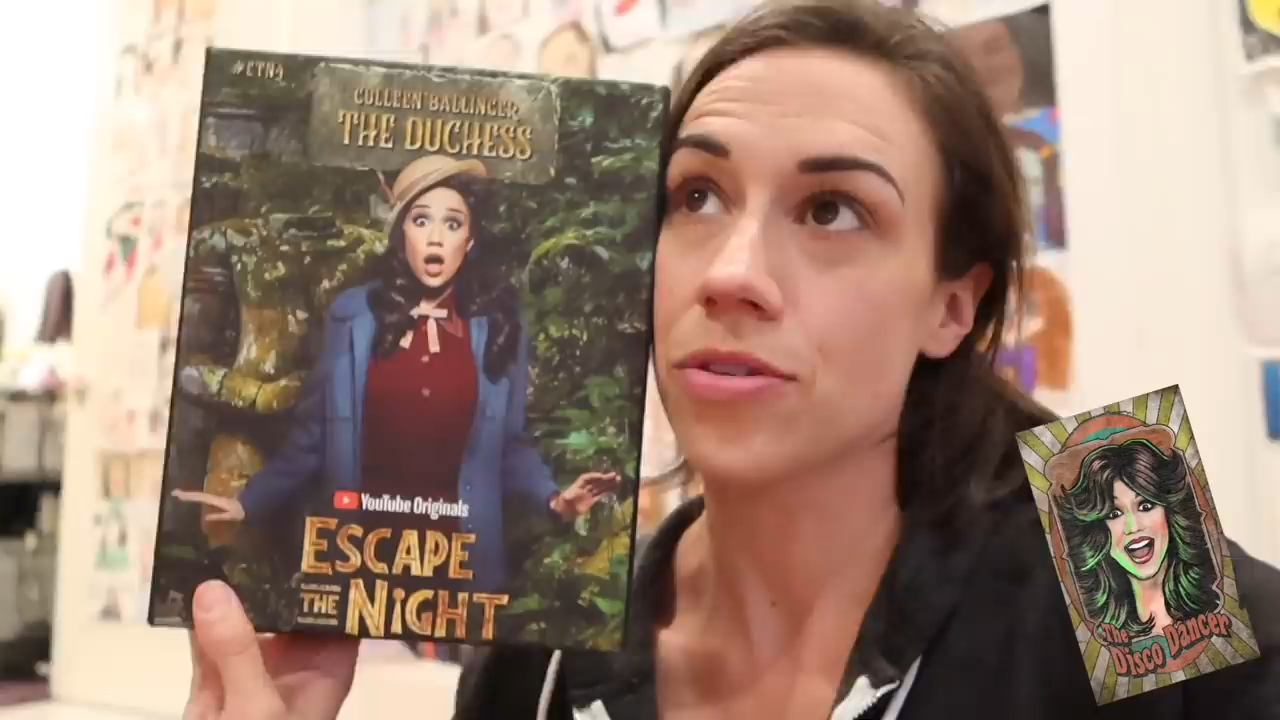 #ETN4
COLLEEN BALLINGER
THE DUCHESS
YouTube Originals
ESCAPE
THE NIGHT
The
Disco Dancer